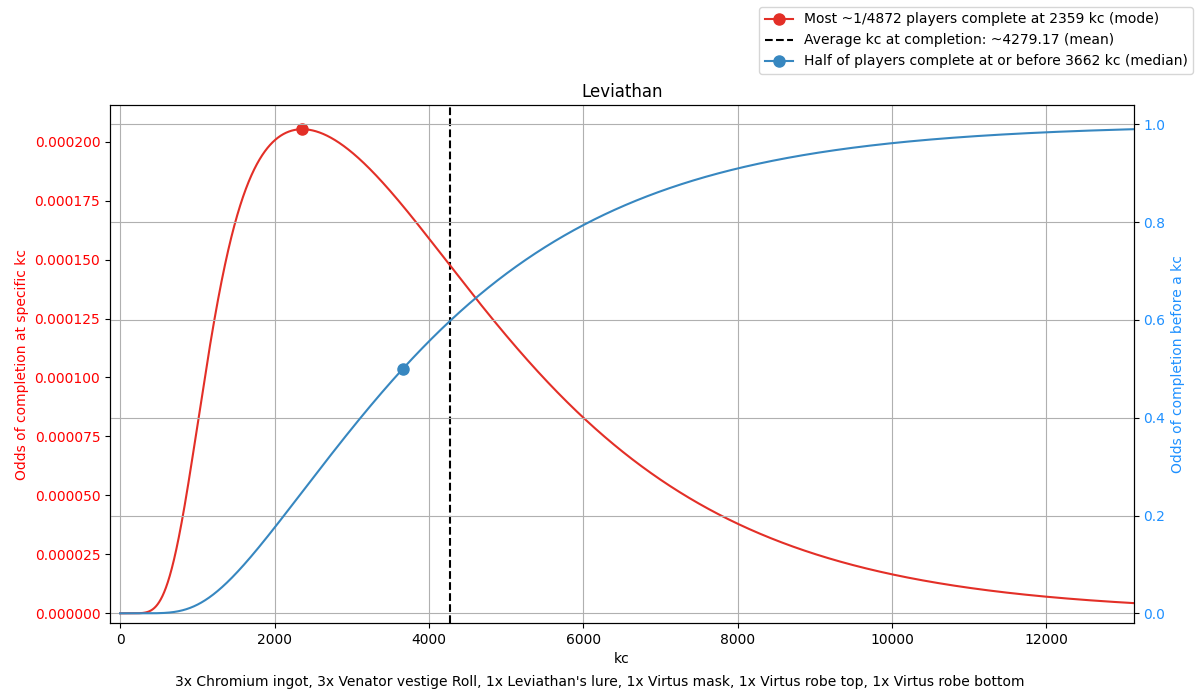 Most ~1/4872 players complete at 2359 kc (mode)
Average kc at completion: ~4279.17 (mean)
Half of players complete at or before 3662 kc (median)
Leviathan
Odds of completion at specific kc
0.000200
0.000175
0.000150
0.000125
0.000100
0.000075
0.000050
0.000025
0.000000
1.0
0.8
0.6
0.4
0.2
0.0
Odds of completion before a kc
0 2000 4000 6000 8000 10000 12000
kc
3x Chromium ingot, 3x Venator vestige Roll, 1x Leviathan's lure, 1x Virtus mask, 1x Virtus robe top, 1x Virtus robe bottom